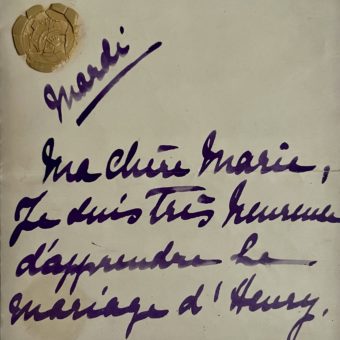 Mardi
Ma chère Marie,
Je suis très heureuse
d'apprendre le
mariage d'Henry.